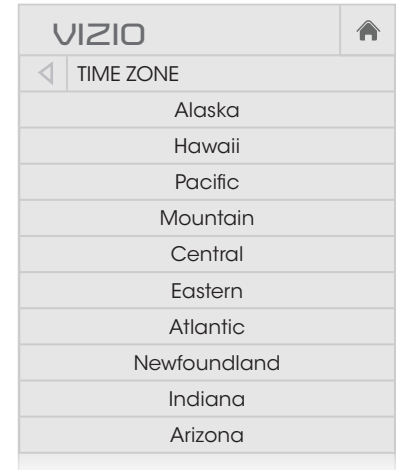 VIZIO
TIME ZONE
Alaska
Hawaii
Pacific
Mountain
Central
Eastern
Atlantic
Newfoundland
Indiana
Arizona